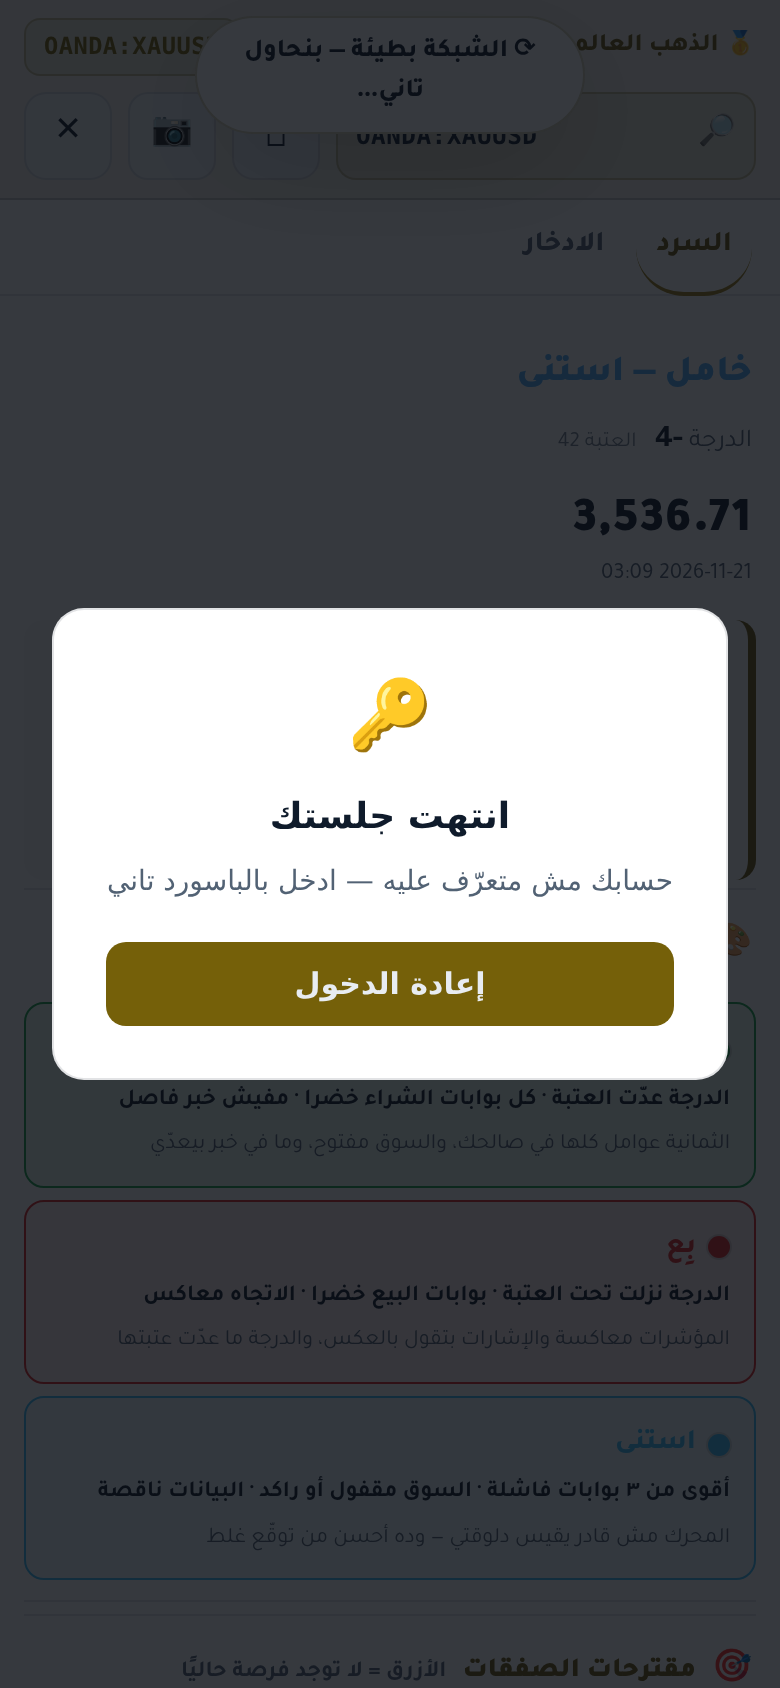 الذهب العالم
OANDA:XAUUS
⟳ الشبكة بطيئة — بنحاول
تاني...
OANDA:XAUUSD
السرد
الادخار
خامل — استنى
الدرجة -4 العتبة 42
3,536.71
2026-11-21 03:09
انتهت جلستك
حسابك مش متعرّف عليه — ادخل بالباسورد تاني
إعادة الدخول
الدرجة عدّت العتبة · كل بوابات الشراء خضرا · مفيش خبر فاصل
الثمانية عوامل كلها في صالحك، والسوق مفتوح، وما في خبر بيعدّي
بِع
الدرجة نزلت تحت العتبة · بوابات البيع خضرا · الاتجاه معاكس
المؤشرات معاكسة والإشارات بتقول بالعكس، والدرجة ما عدّت عتبتها
استنى
أقوى من ٣ بوابات فاشلة · السوق مقفول أو راكد · البيانات ناقصة
المحرك مش قادر يقيس دلوقتي — وده أحسن من توقّع غلط
مقترحات الصفقات الأزرق = لا توجد فرصة حاليًا